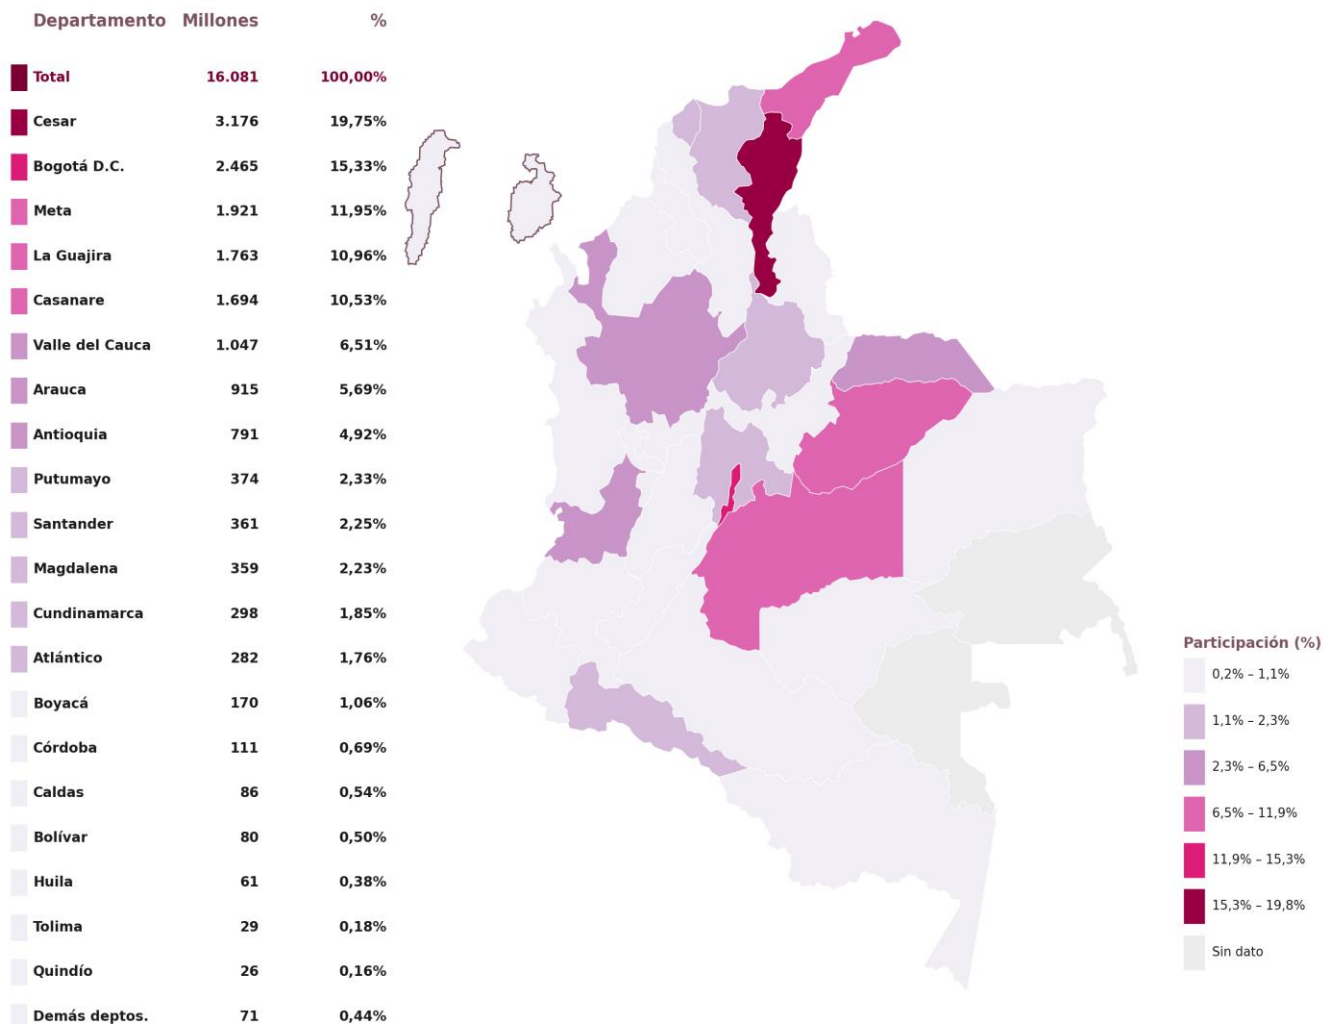 Departamento Millones %
Total 16.081 100,00%
Cesar 3.176 19,75%
Bogotá D.C. 2.465 15,33%
Meta 1.921 11,95%
La Guajira 1.763 10,96%
Casanare 1.694 10,53%
Valle del Cauca 1.047 6,51%
Arauca 915 5,69%
Antioquia 791 4,92%
Putumayo 374 2,33%
Santander 361 2,25%
Magdalena 359 2,23%
Cundinamarca 298 1,85%
Atlántico 282 1,76%
Boyacá 170 1,06%
Córdoba 111 0,69%
Caldas 86 0,54%
Bolívar 80 0,50%
Huila 61 0,38%
Tolima 29 0,18%
Quindío 26 0,16%
Demás deptos. 71 0,44%
Participación (%)
0,2% – 1,1%
1,1% – 2,3%
2,3% – 6,5%
6,5% – 11,9%
11,9% – 15,3%
15,3% – 19,8%
Sin dato